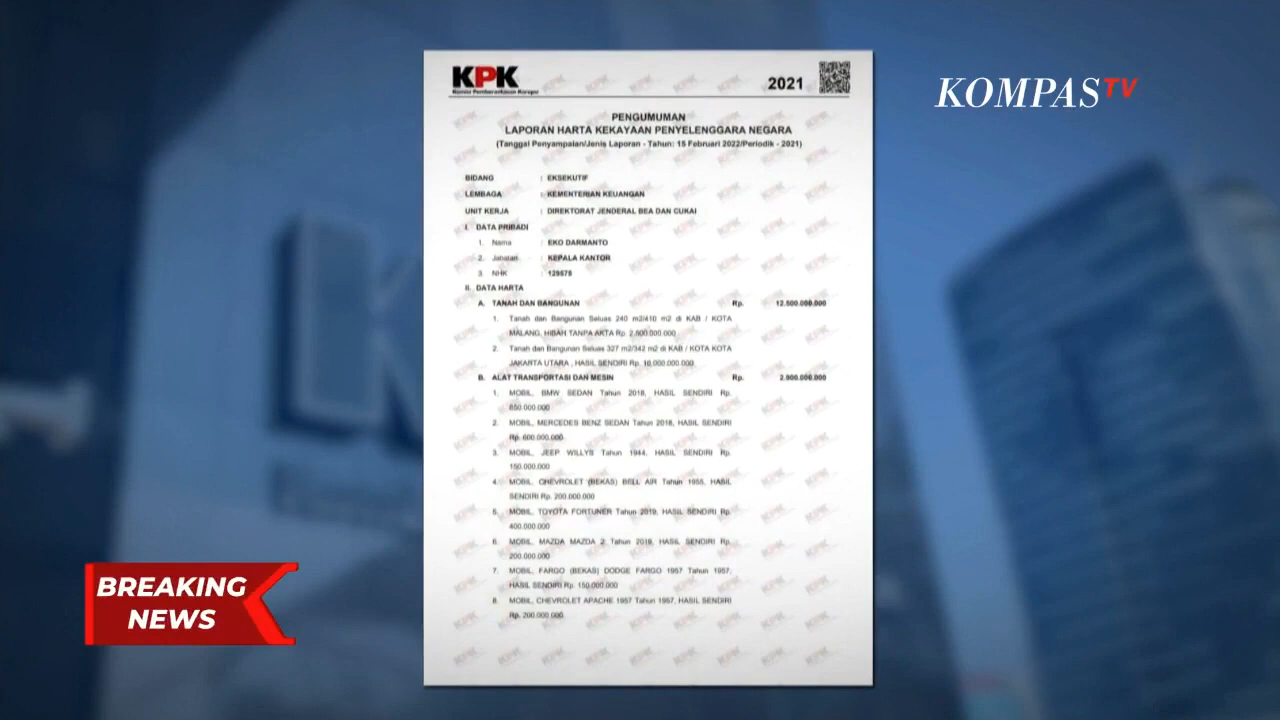 KPK
Komisi Pemberantasan Korupsi
2021
KOMPAS TV
PENGUMUMAN
LAPORAN HARTA KEKAYAAN PENYELENGGARA NEGARA
(Tanggal Penyampaian/Jenis Laporan - Tahun: 15 Februari 2022/Periodik - 2021)
BIDANG : EKSEKUTIF
LEMBAGA : KEMENTERIAN KEUANGAN
UNIT KERJA : DIREKTORAT JENDERAL BEA DAN CUKAI
I. DATA PRIBADI
1. Nama : EKO DARMANTO
2. Jabatan : KEPALA KANTOR
3. NHK : 129578
II. DATA HARTA
A. TANAH DAN BANGUNAN Rp. 12.500.000.000
1. Tanah dan Bangunan Seluas 240 m2/410 m2 di KAB / KOTA
MALANG, HIBAH TANPA AKTA Rp. 2.500.000.000
2. Tanah dan Bangunan Seluas 327 m2/342 m2 di KAB / KOTA KOTA
JAKARTA UTARA , HASIL SENDIRI Rp. 10.000.000.000
B. ALAT TRANSPORTASI DAN MESIN Rp. 2.900.000.000
1. MOBIL, BMW SEDAN Tahun 2018, HASIL SENDIRI Rp.
850.000.000
2. MOBIL, MERCEDES BENZ SEDAN Tahun 2018, HASIL SENDIRI
Rp. 600.000.000
3. MOBIL, JEEP WILLYS Tahun 1944, HASIL SENDIRI Rp.
150.000.000
4. MOBIL, CHEVROLET (BEKAS) BELL AIR Tahun 1955, HASIL
SENDIRI Rp. 200.000.000
5. MOBIL, TOYOTA FORTUNER Tahun 2019, HASIL SENDIRI Rp.
400.000.000
6. MOBIL, MAZDA MAZDA 2 Tahun 2019, HASIL SENDIRI Rp.
200.000.000
7. MOBIL, FARGO (BEKAS) DODGE FARGO 1957 Tahun 1957,
HASIL SENDIRI Rp. 150.000.000
8. MOBIL, CHEVROLET APACHE 1957 Tahun 1957, HASIL SENDIRI
Rp. 200.000.000
BREAKING
NEWS